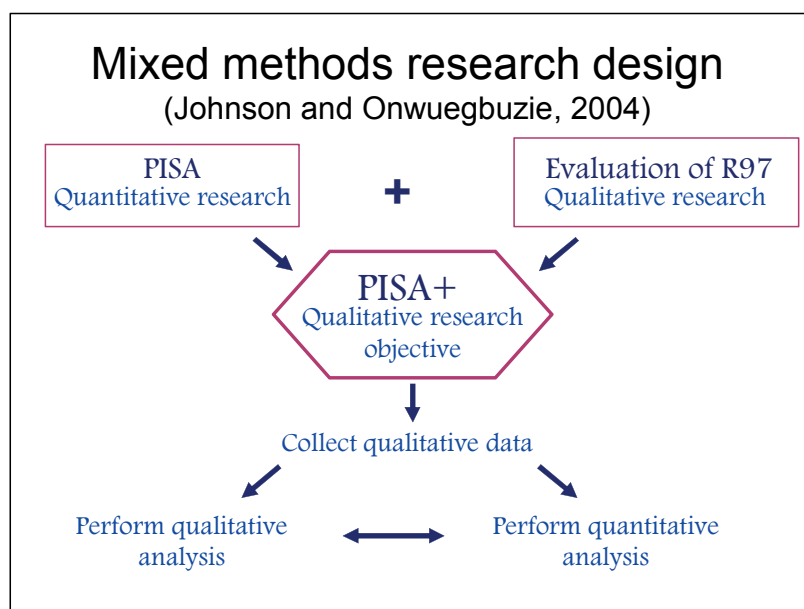 Mixed methods research design
(Johnson and Onwuegbuzie, 2004)
PISA
Quantitative research
+
Evaluation of R97
Qualitative research
PISA+
Qualitative research
objective
Collect qualitative data
Perform qualitative
analysis
Perform quantitative
analysis